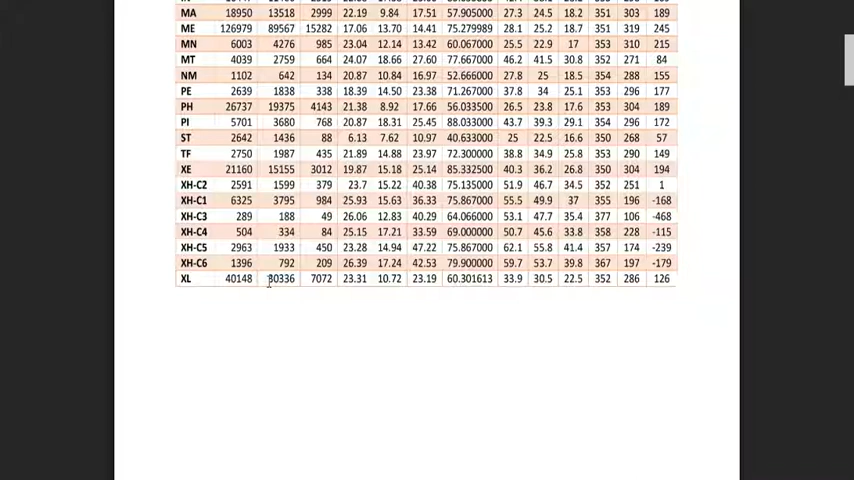 MA 18950 13518 2999 22.19 9.84 17.51 57.905000 27.3 24.5 18.2 351 303 189
ME 126979 89567 15282 17.06 13.70 14.41 75.279989 28.1 25.2 18.7 351 319 245
MN 6003 4276 985 23.04 12.14 13.42 60.067000 25.5 22.9 17 353 310 215
MT 4039 2759 664 24.07 18.66 27.60 77.667000 46.2 41.5 30.8 352 271 84
NM 1102 642 134 20.87 10.84 16.97 52.666000 27.8 25 18.5 354 288 155
PE 2639 1838 338 18.39 14.50 23.38 71.267000 37.8 34 25.1 353 296 177
PH 26737 19375 4143 21.38 8.92 17.66 56.033500 26.5 23.8 17.6 353 304 189
PI 5701 3680 768 20.87 18.31 25.45 88.033000 43.7 39.3 29.1 354 296 172
ST 2642 1436 88 6.13 7.62 10.97 40.633000 25 22.5 16.6 350 268 57
TF 2750 1987 435 21.89 14.88 23.97 72.300000 38.8 34.9 25.8 353 290 149
XE 21160 15155 3012 19.87 15.18 25.14 85.332500 40.3 36.2 26.8 350 304 194
XH-C2 2591 1599 379 23.7 15.22 40.38 75.135000 51.9 46.7 34.5 352 251 1
XH-C1 6325 3795 984 25.93 15.63 36.33 75.867000 55.5 49.9 37 355 196 -168
XH-C3 289 188 49 26.06 12.83 40.29 64.066000 53.1 47.7 35.4 377 106 -468
XH-C4 504 334 84 25.15 17.21 33.59 69.000000 50.7 45.6 33.8 358 228 -115
XH-C5 2963 1933 450 23.28 14.94 47.22 75.867000 62.1 55.8 41.4 357 174 -239
XH-C6 1396 792 209 26.39 17.24 42.53 79.900000 59.7 53.7 39.8 367 197 -179
XL 40148 30336 7072 23.31 10.72 23.19 60.301613 33.9 30.5 22.5 352 286 126